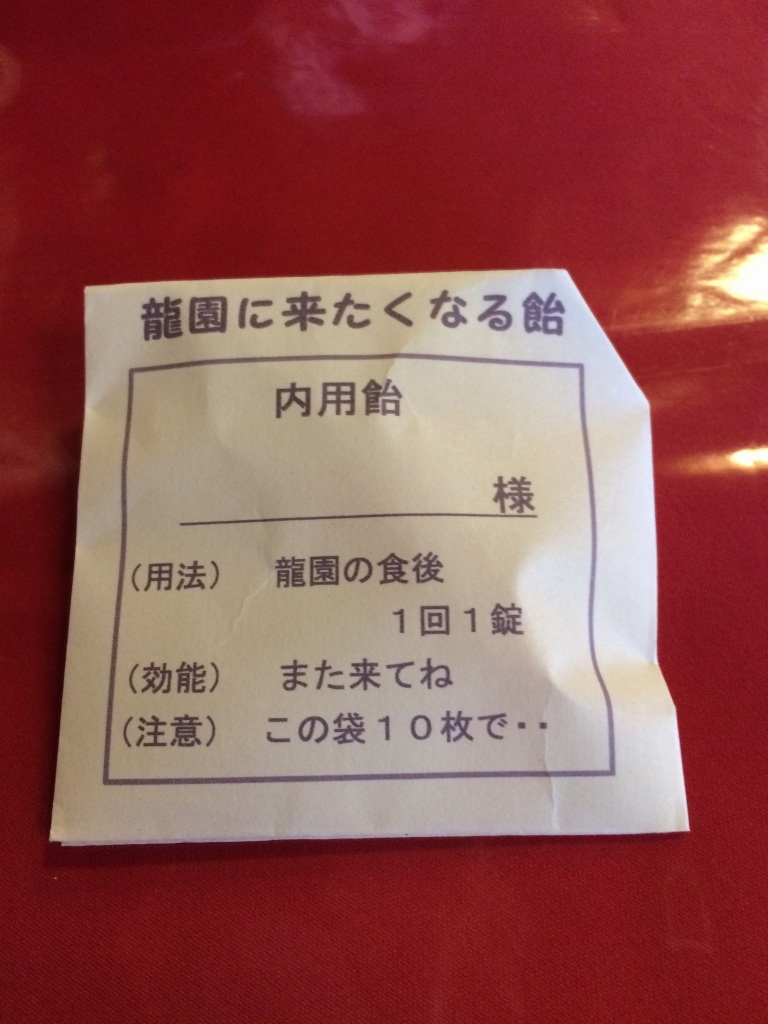 龍園に来たくなる飴
内用飴
様
（用法）　龍園の食後
１回１錠
（効能）　また来てね
（注意）　この袋１０枚で・・